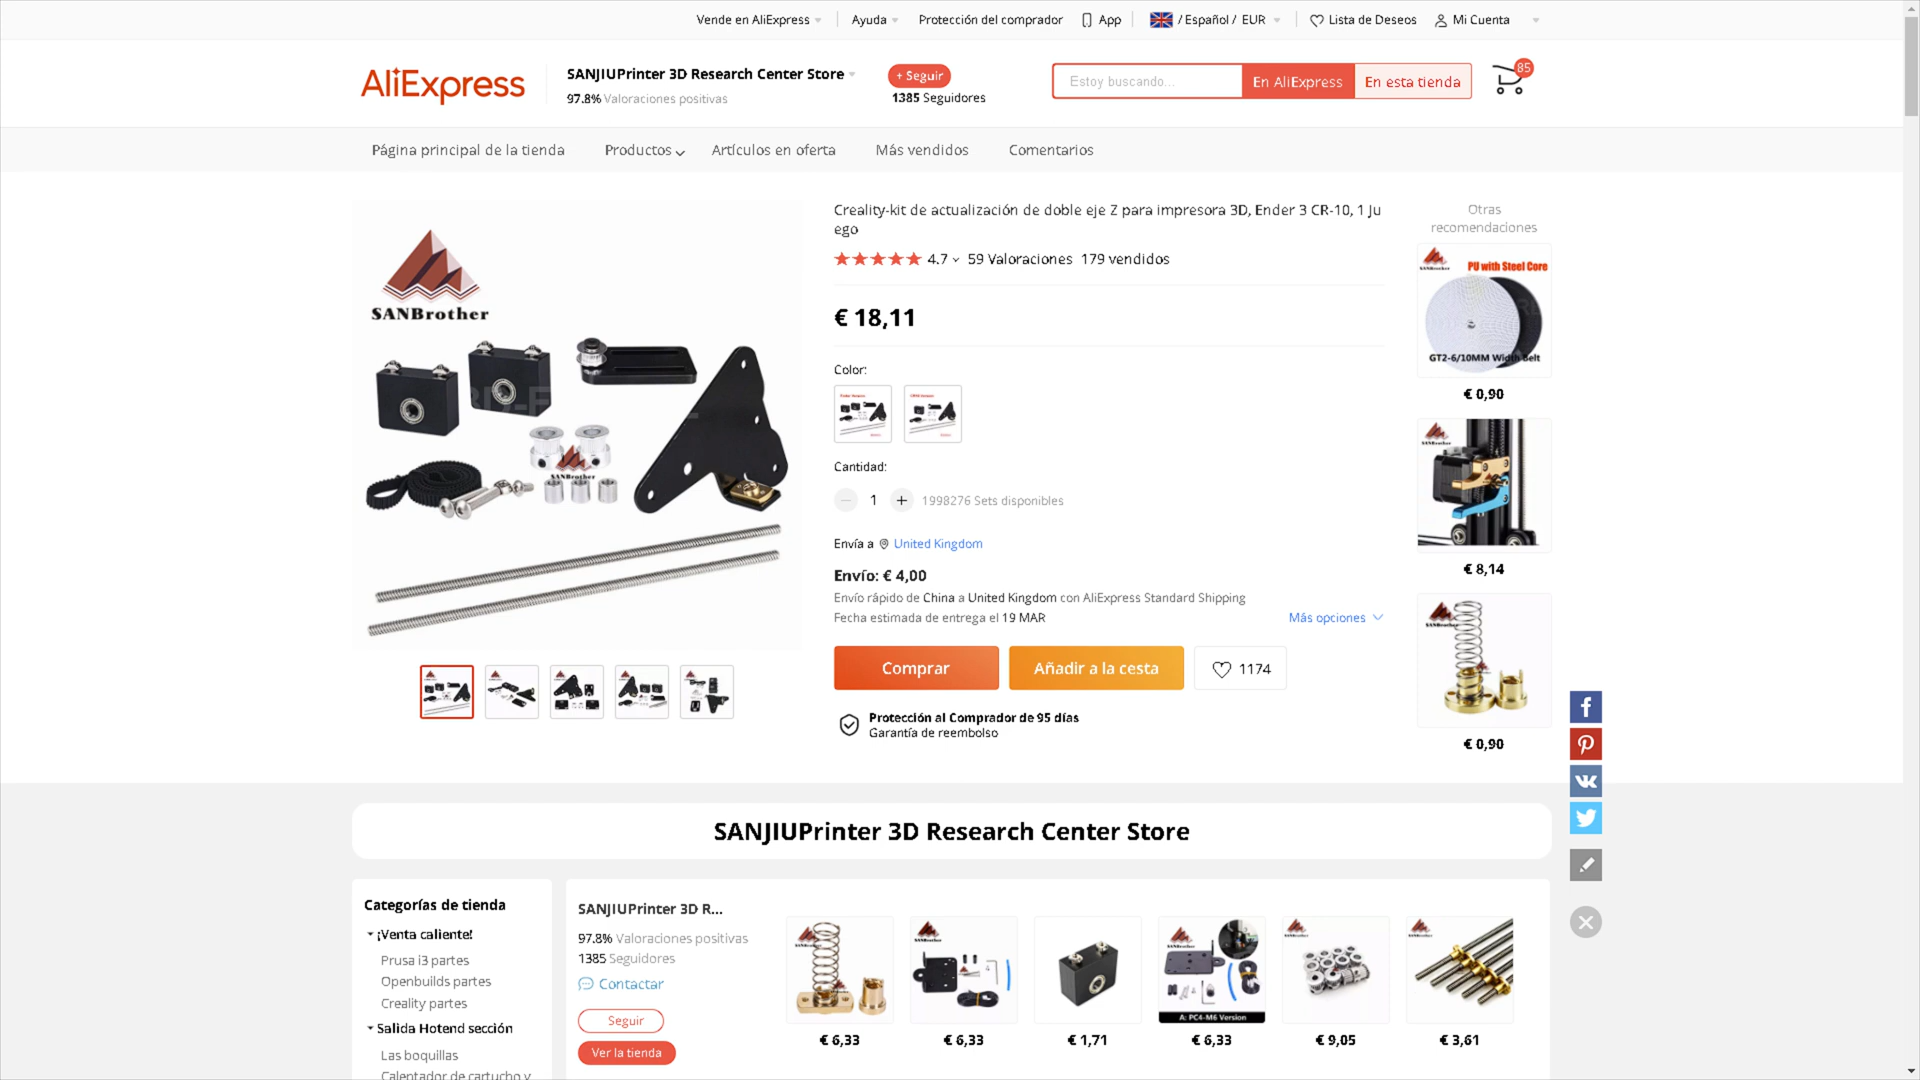 Vende en AliExpress
Ayuda
Protección del comprador
App
/ Español / EUR
Lista de Deseos
Mi Cuenta
AliExpress
SANJIUPrinter 3D Research Center Store
97.8% Valoraciones positivas
+ Seguir
1385 Seguidores
Estoy buscando...
En AliExpress
En esta tienda
85
Página principal de la tienda
Productos
Artículos en oferta
Más vendidos
Comentarios
SANBrother
SANBrother
Creality-kit de actualización de doble eje Z para impresora 3D, Ender 3 CR-10, 1 Ju
ego
4.7
59 Valoraciones
179 vendidos
€ 18,11
Color:
Cantidad:
1
1998276 Sets disponibles
Envía a
United Kingdom
Envío: € 4,00
Envío rápido de China a United Kingdom con AliExpress Standard Shipping
Fecha estimada de entrega el 19 MAR
Más opciones
Comprar
Añadir a la cesta
1174
Protección al Comprador de 95 días
Garantía de reembolso
Otras
recomendaciones
PU with Steel Core
GT2-6/10MM Width Belt
€ 0,90
€ 8,14
€ 0,90
SANJIUPrinter 3D Research Center Store
Categorías de tienda
¡Venta caliente!
Prusa i3 partes
Openbuilds partes
Creality partes
Salida Hotend sección
Las boquillas
Calentador de cartucho y
SANJIUPrinter 3D R...
97.8% Valoraciones positivas
1385 Seguidores
Contactar
Seguir
Ver la tienda
A: PC4-M6 Version
€ 6,33
€ 6,33
€ 1,71
€ 6,33
€ 9,05
€ 3,61